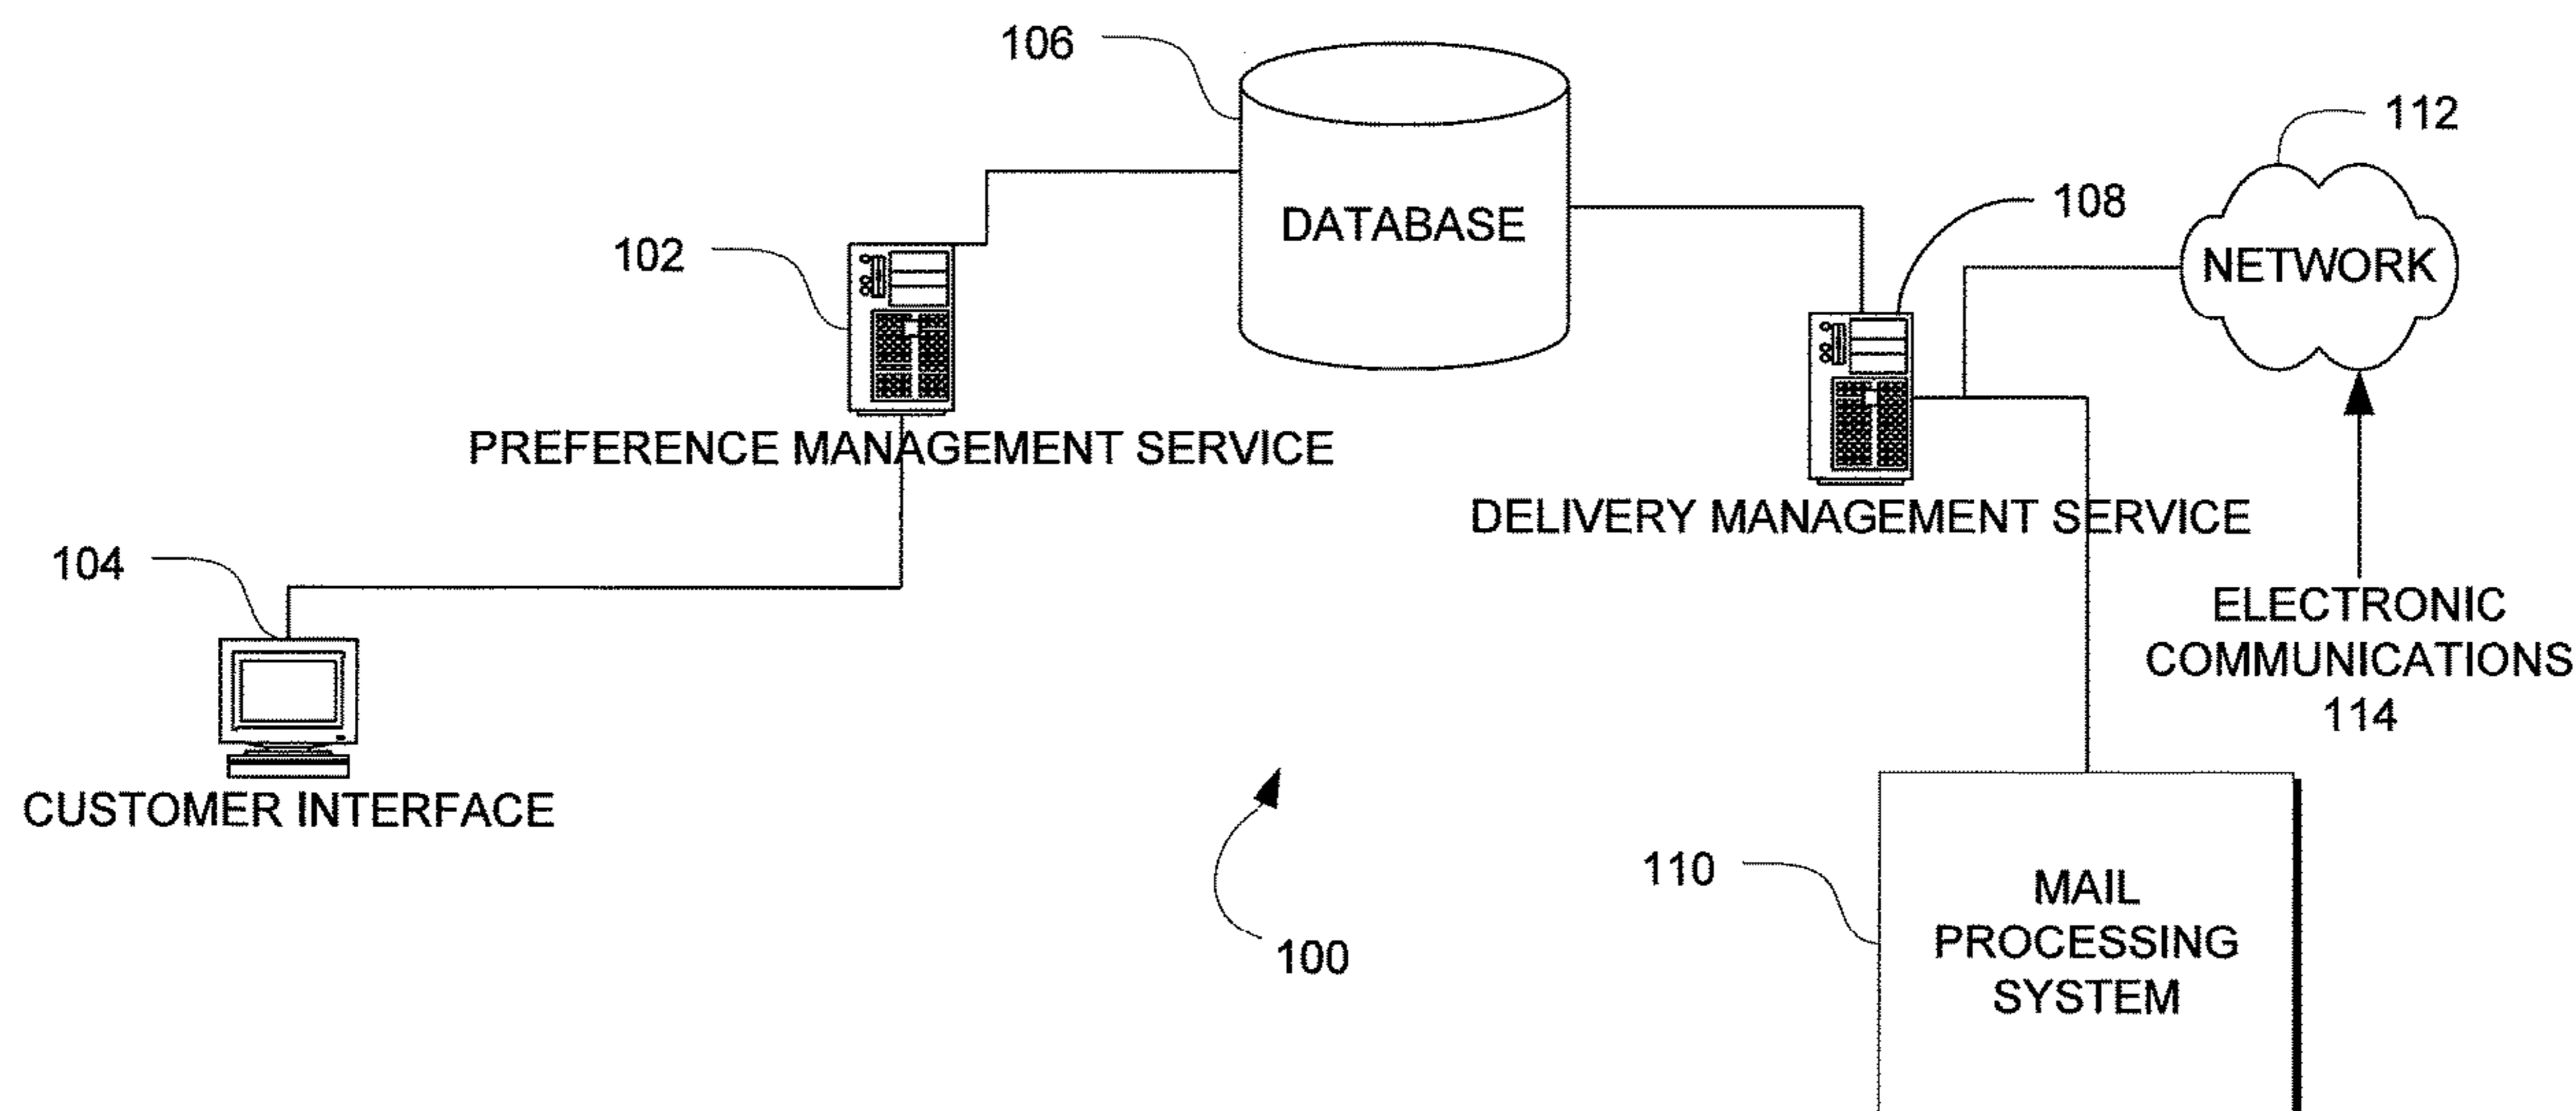 106
112
108
DATABASE
102
NETWORK
PREFERENCE MANAGEMENT SERVICE
DELIVERY MANAGEMENT SERVICE
104
ELECTRONIC
COMMUNICATIONS
114
CUSTOMER INTERFACE
110
MAIL
PROCESSING
SYSTEM
100